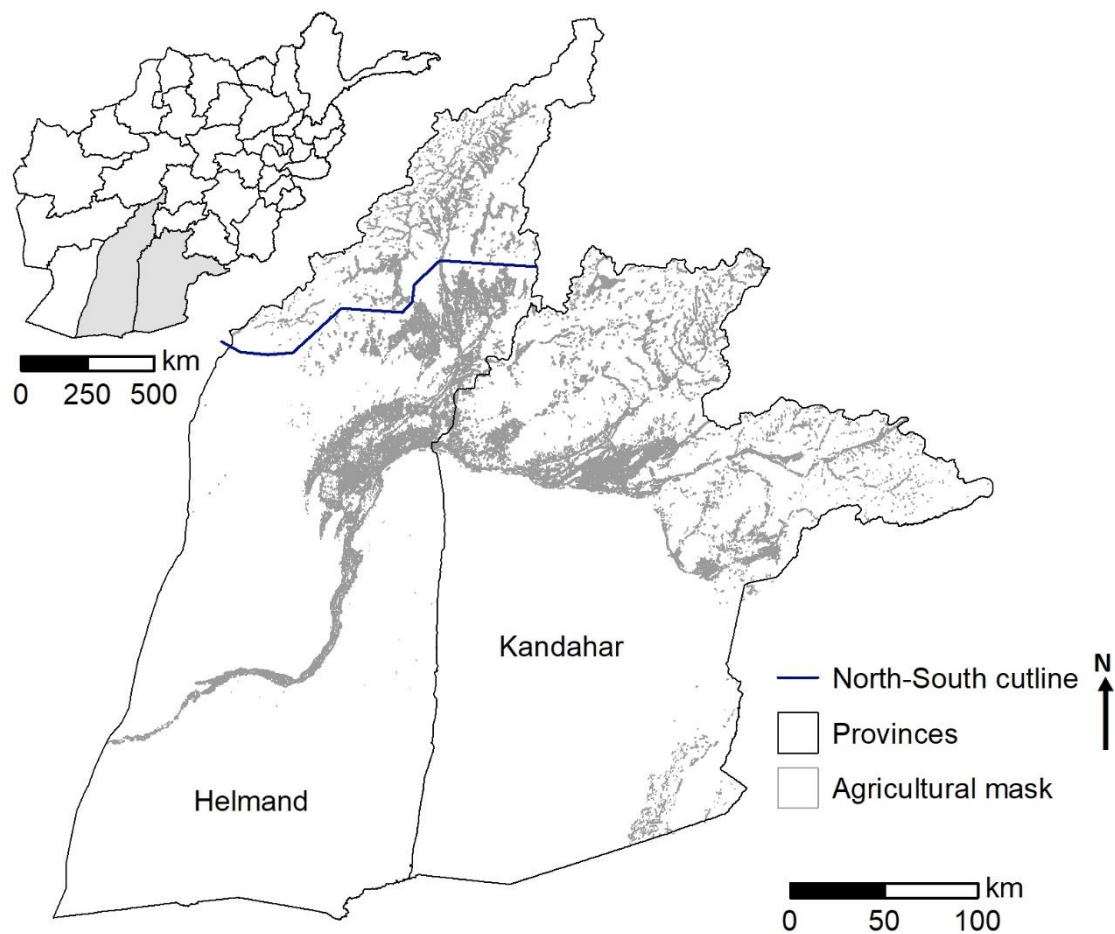 km
0 250 500
Kandahar
Helmand
North-South cutline
Provinces
Agricultural mask
N
km
0 50 100